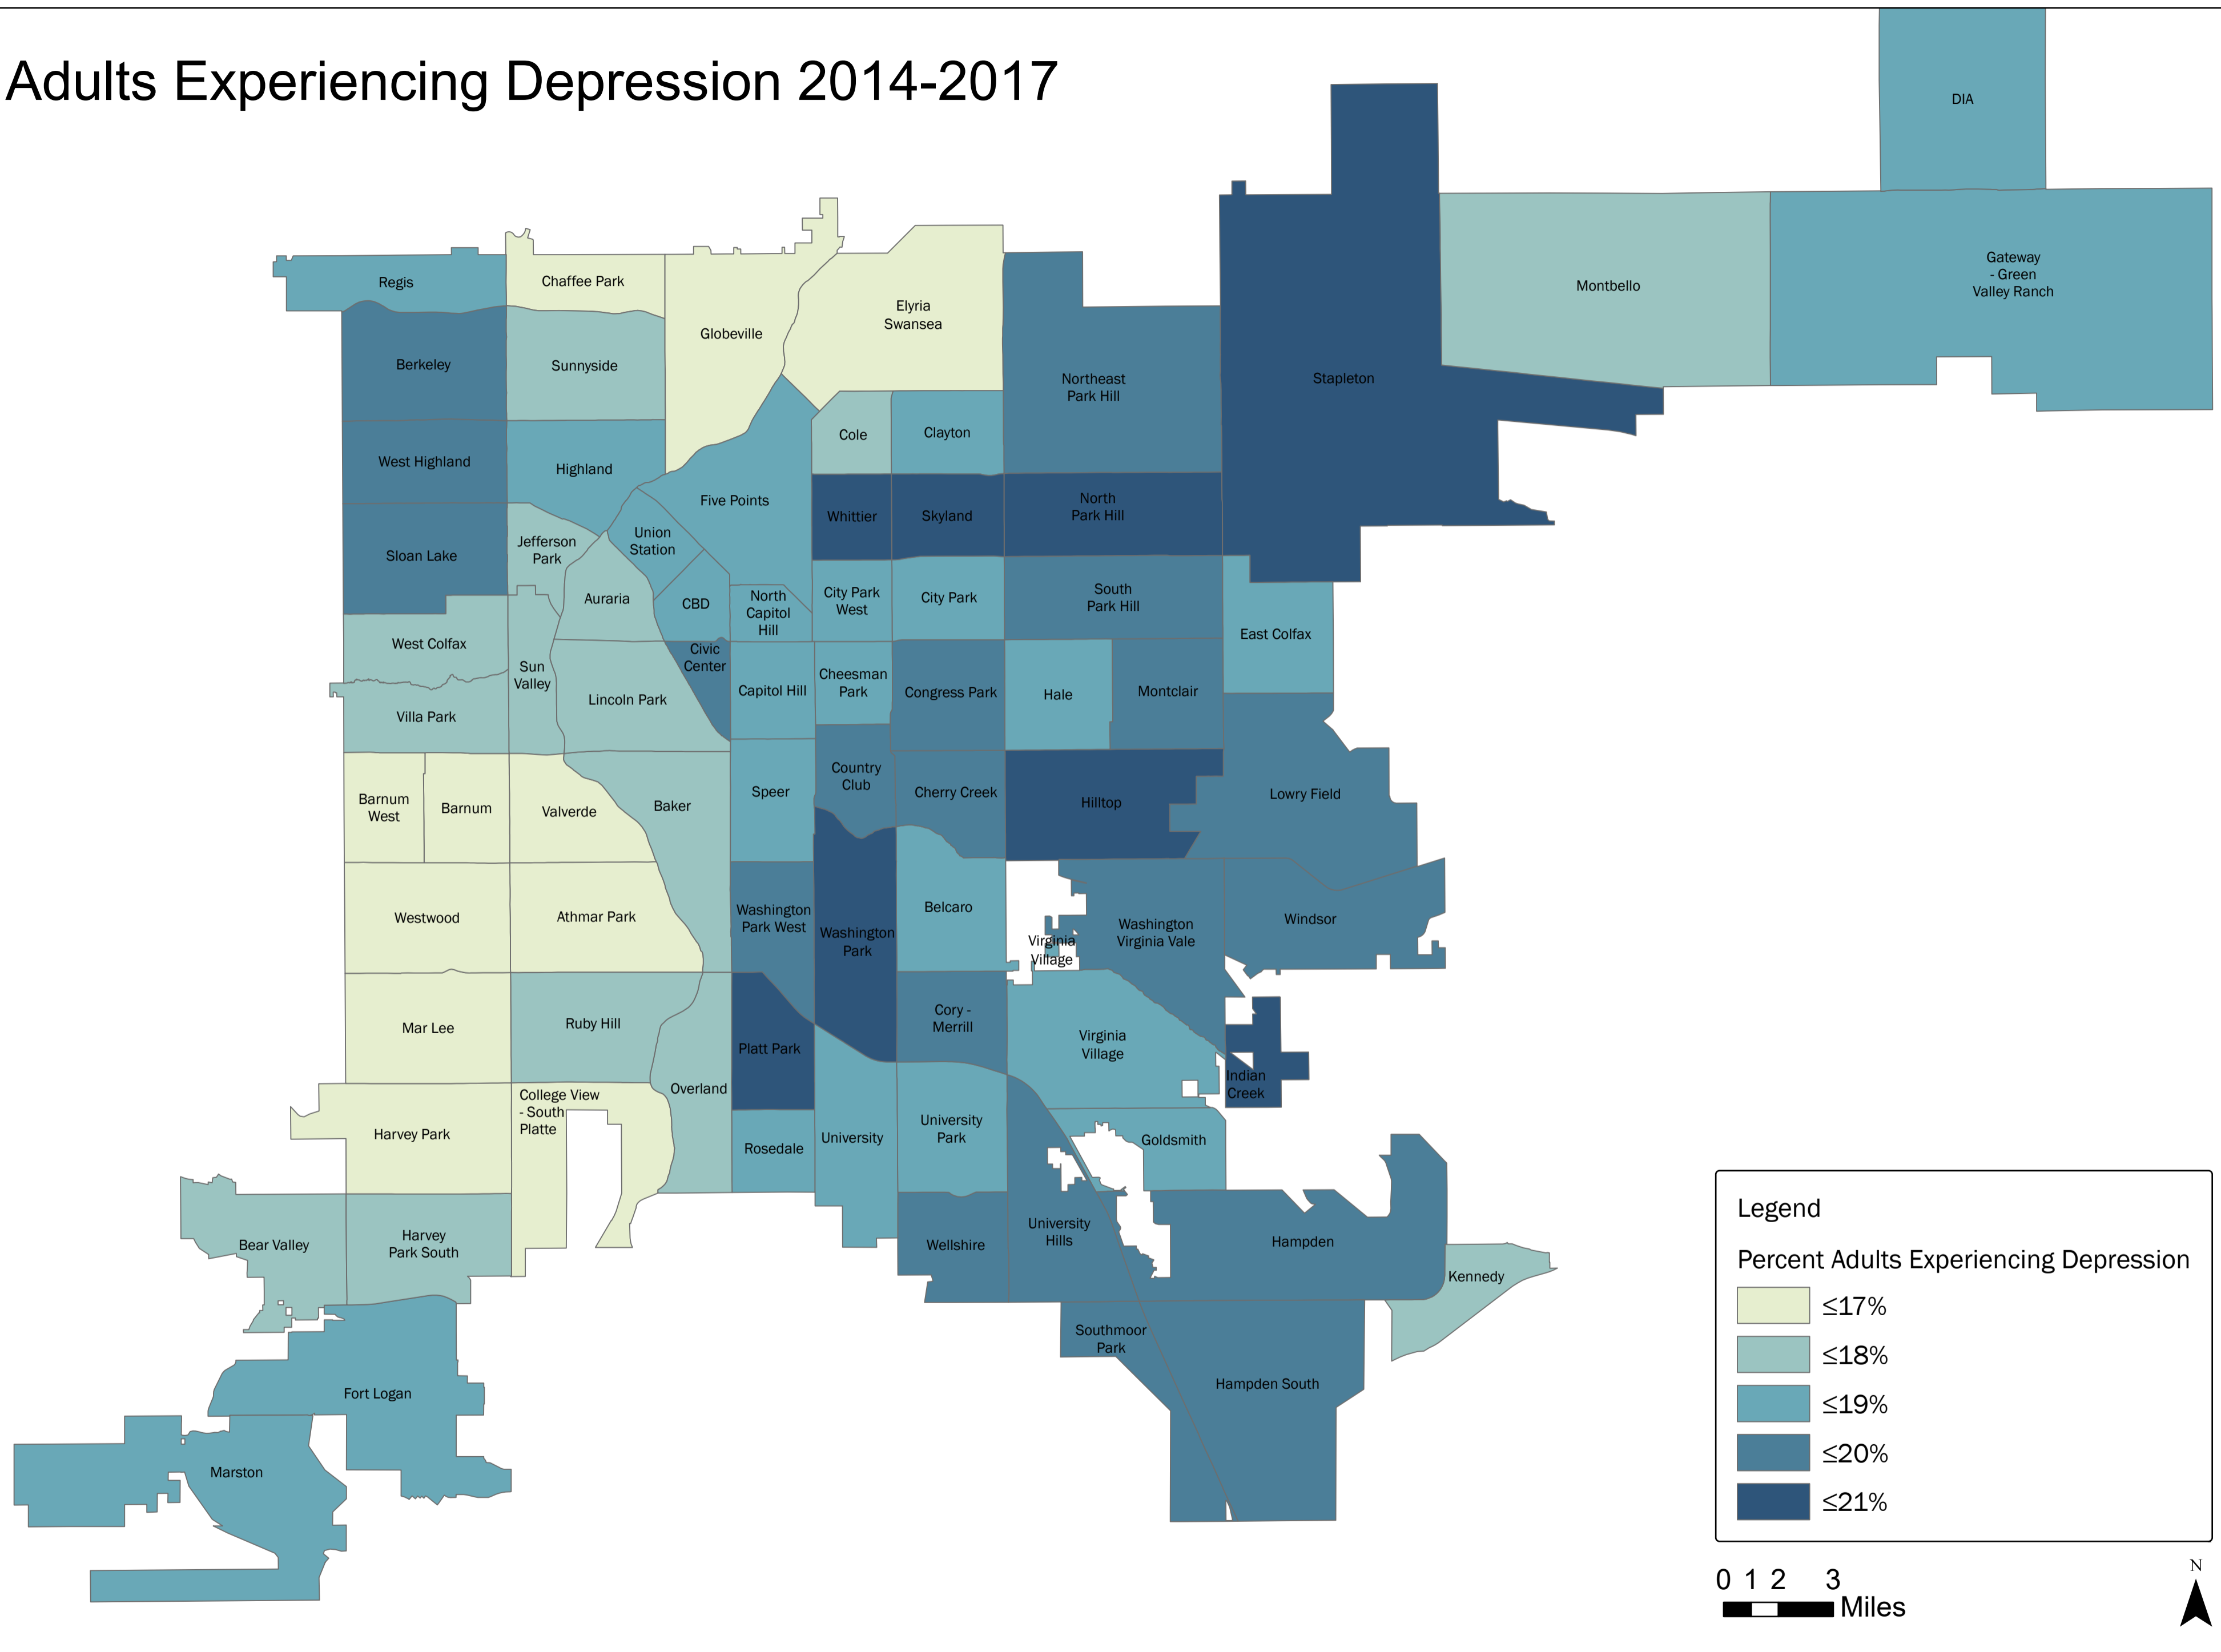 Adults Experiencing Depression 2014-2017
DIA
Gateway
- Green
Valley Ranch
Montbello
Stapleton
Regis
Chaffee Park
Globeville
Elyria
Swansea
Northeast
Park Hill
Berkeley
Sunnyside
Cole
Clayton
West Highland
Highland
Five Points
Whittier
Skyland
North
Park Hill
Sloan Lake
Jefferson
Park
Union
Station
Auraria
CBD
North
Capitol
Hill
City Park
West
City Park
South
Park Hill
East Colfax
West Colfax
Sun
Valley
Villa Park
Lincoln Park
Civic
Center
Capitol Hill
Cheesman
Park
Congress Park
Hale
Montclair
Barnum
West
Barnum
Valverde
Baker
Speer
Country
Club
Cherry Creek
Hilltop
Lowry Field
Westwood
Athmar Park
Washington
Park West
Washington
Park
Belcaro
Virginia
Village
Washington
Virginia Vale
Windsor
Mar Lee
Ruby Hill
Overland
Platt Park
Cory -
Merrill
Virginia
Village
Indian
Creek
Harvey Park
College View
- South
Platte
Rosedale
University
University
Park
Goldsmith
Bear Valley
Harvey
Park South
Wellshire
University
Hills
Hampden
Kennedy
Southmoor
Park
Hampden South
Fort Logan
Marston
Legend
Percent Adults Experiencing Depression
≤17%
≤18%
≤19%
≤20%
≤21%
0 1 2 3
Miles
N